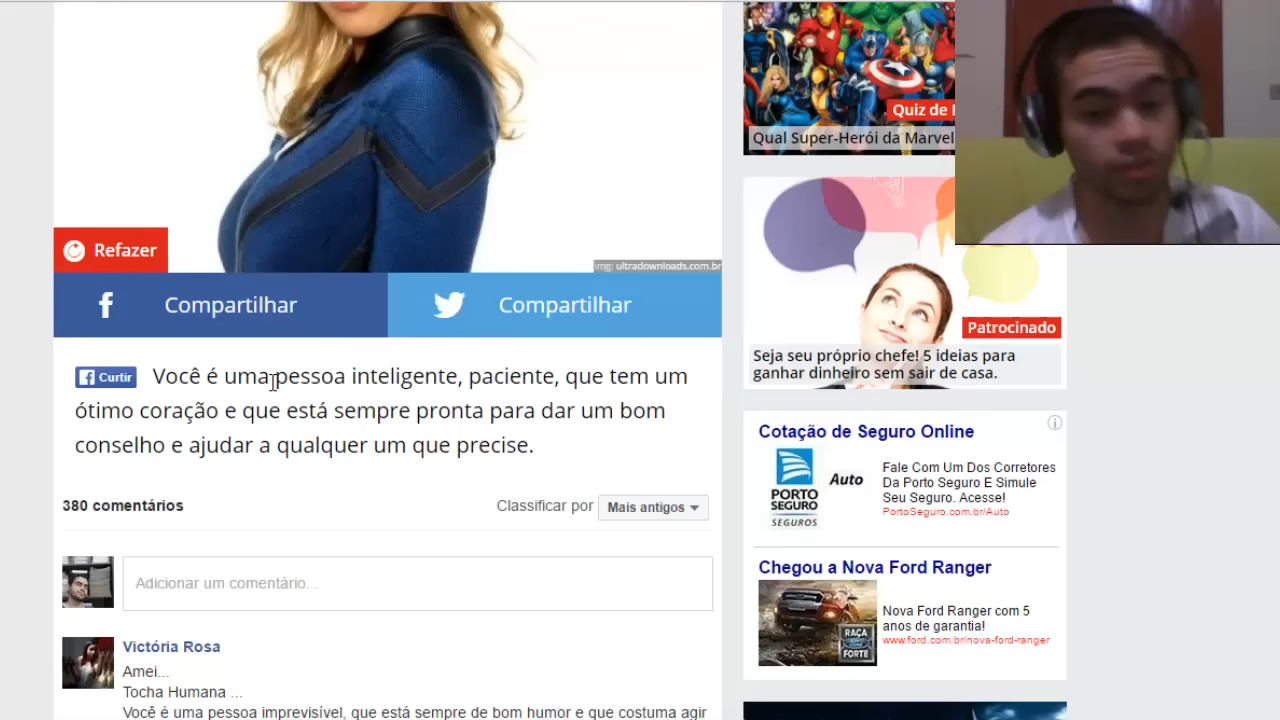 Refazer
img: ultradownloads.com.br
Compartilhar
Compartilhar
Curtir Você é uma pessoa inteligente, paciente, que tem um
ótimo coração e que está sempre pronta para dar um bom
conselho e ajudar a qualquer um que precise.
380 comentários
Classificar por Mais antigos
Adicionar um comentário...
Victória Rosa
Amei...
Tocha Humana ...
Você é uma pessoa imprevisível, que está sempre de bom humor e que costuma agir
Quiz de
Qual Super-Herói da Marvel
Patrocinado
Seja seu próprio chefe! 5 ideias para
ganhar dinheiro sem sair de casa.
Cotação de Seguro Online
PORTO
SEGURO
SEGUROS
Auto
Fale Com Um Dos Corretores
Da Porto Seguro E Simule
Seu Seguro. Acesse!
PortoSeguro.com.br/Auto
Chegou a Nova Ford Ranger
RAÇA
FORTE
Nova Ford Ranger com 5
anos de garantia!
www.ford.com.br/nova-ford-ranger